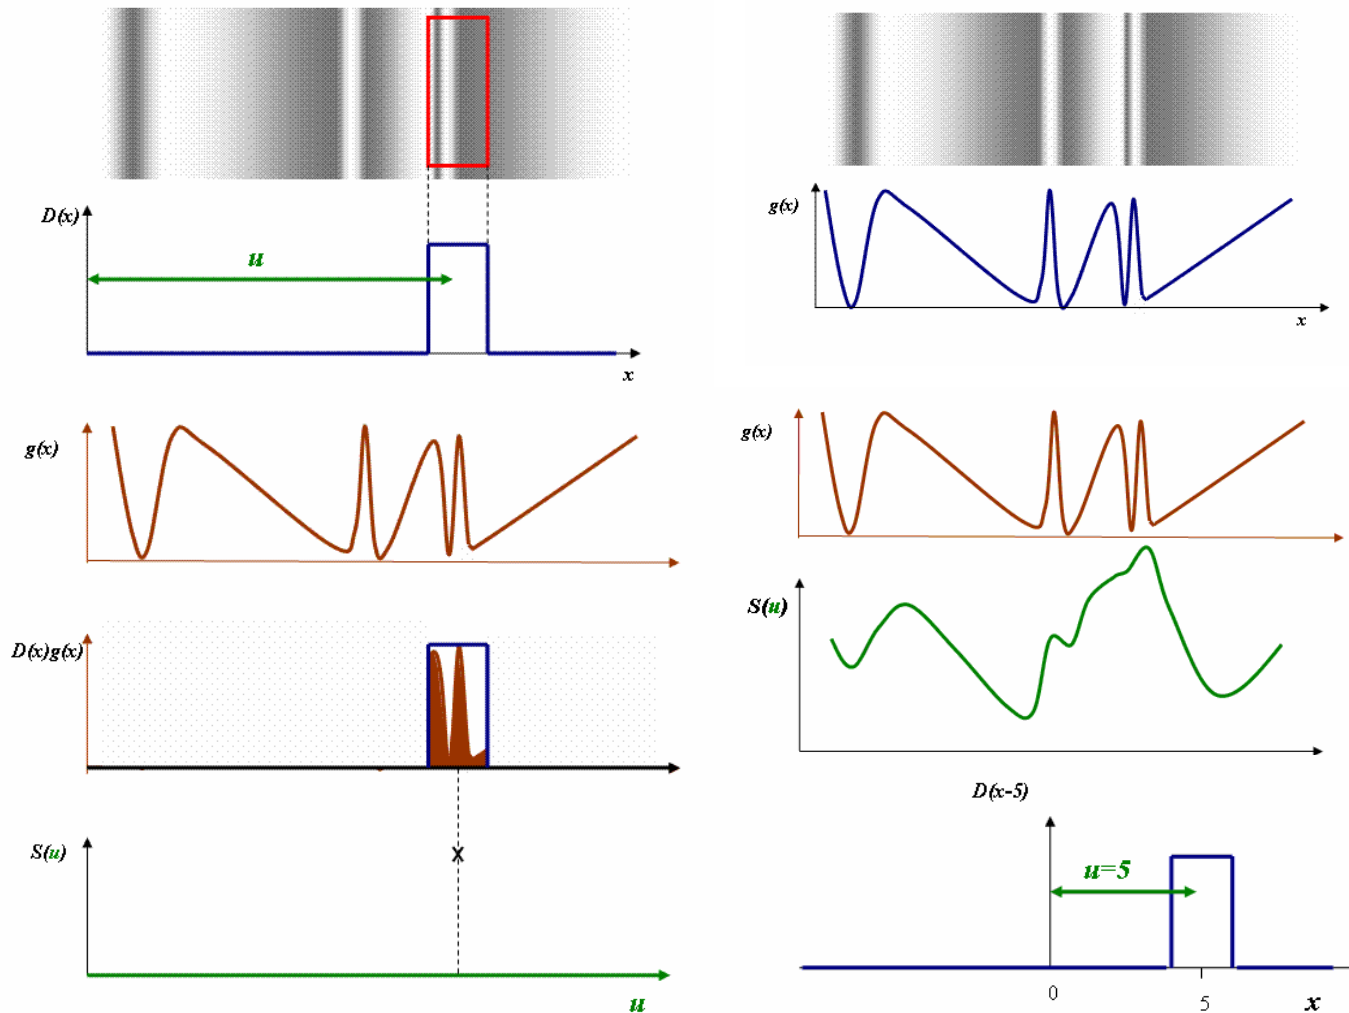 D(x)
u
x
g(x)
D(x)g(x)
S(u)
x
u
g(x)
x
g(x)
S(u)
D(x-5)
u=5
0
5
x